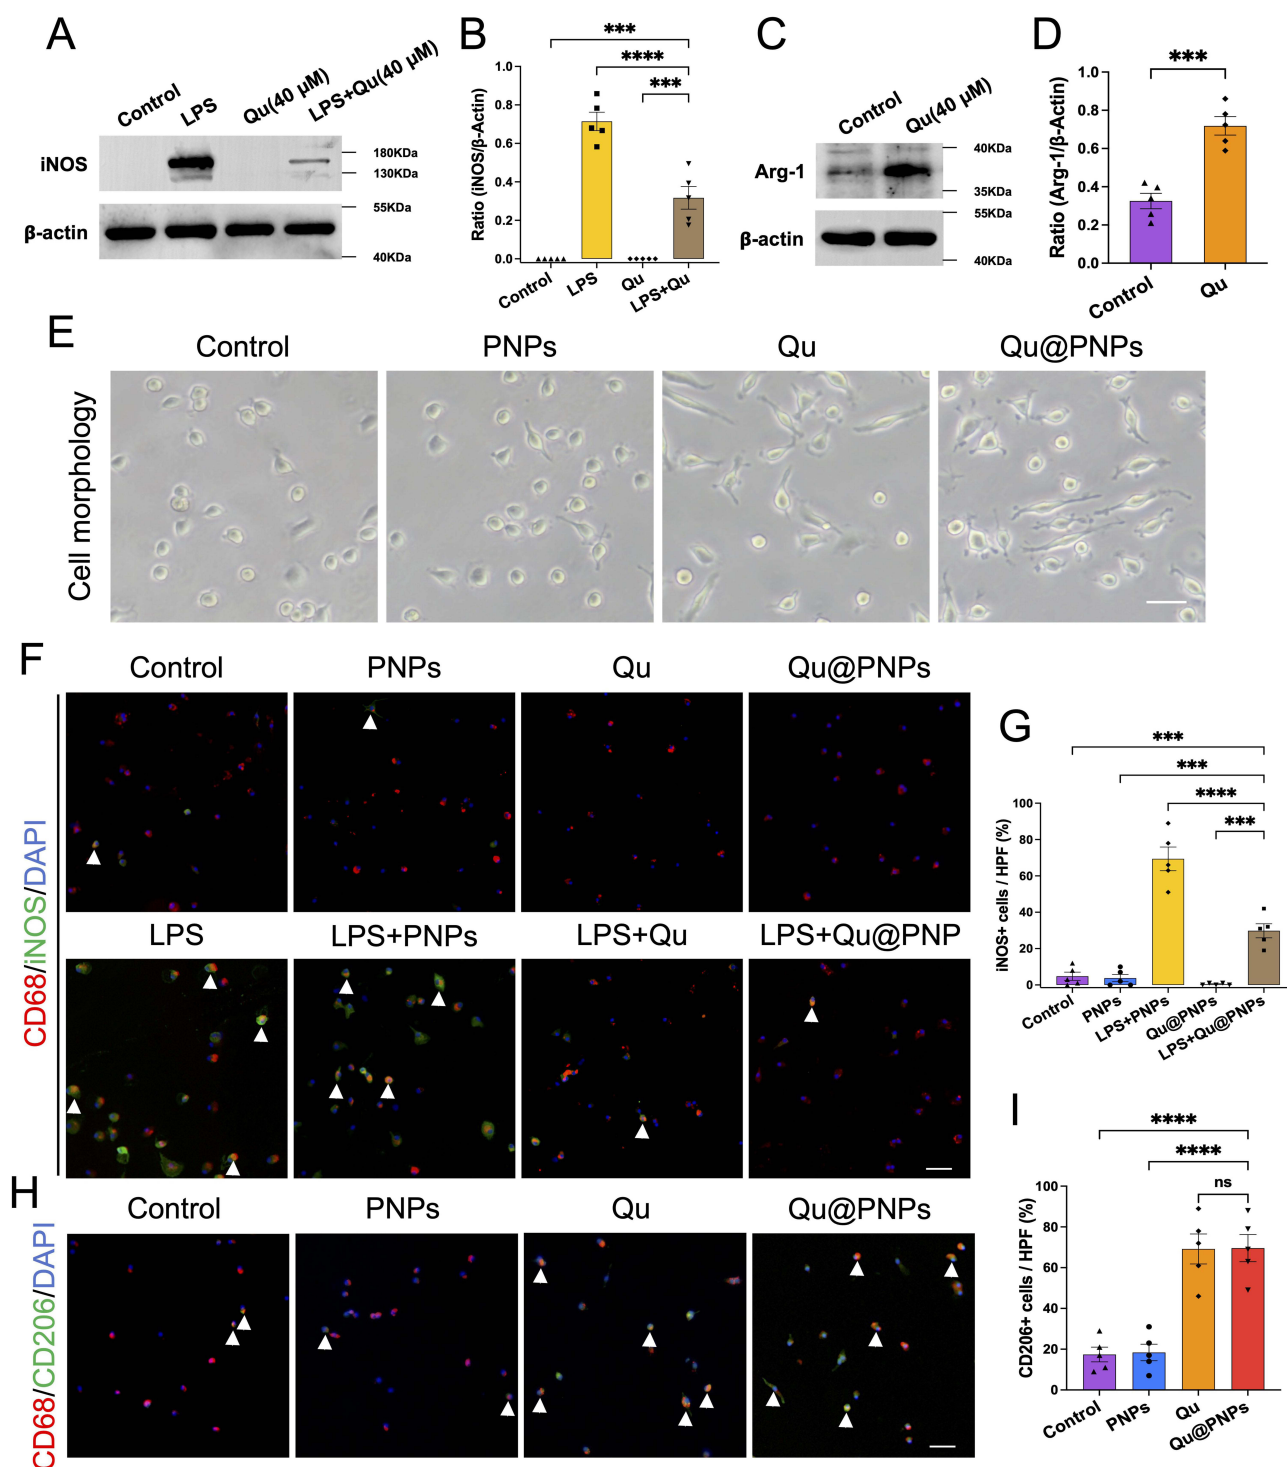 A
Control
LPS
Qu(40 μM)
LPS+Qu(40 μM)
iNOS
180KDa
130KDa
β-actin
55KDa
40KDa
B
***
****
***
Ratio (iNOS/β-Actin)
1.0
0.8
0.6
0.4
0.2
0.0
Control
LPS
Qu
LPS+Qu
C
Control
Qu(40 μM)
Arg-1
40KDa
35KDa
β-actin
55KDa
40KDa
D
***
Ratio (Arg-1/β-Actin)
1.0
0.8
0.6
0.4
0.2
0.0
Control
Qu
E
Control
PNPs
Qu
Qu@PNPs
Cell morphology
F
Control
PNPs
Qu
Qu@PNPs
CD68/iNOS/DAPI
LPS
LPS+PNPs
LPS+Qu
LPS+Qu@PNP
G
***
***
****
***
iNOS+ cells / HPF (%)
100
80
60
40
20
0
Control
PNPs
LPS+PNPs
Qu@PNPs
LPS+Qu@PNPs
H
Control
PNPs
Qu
Qu@PNPs
CD68/CD206/DAPI
I
****
****
ns
CD206+ cells / HPF (%)
100
80
60
40
20
0
Control
PNPs
Qu
Qu@PNPs